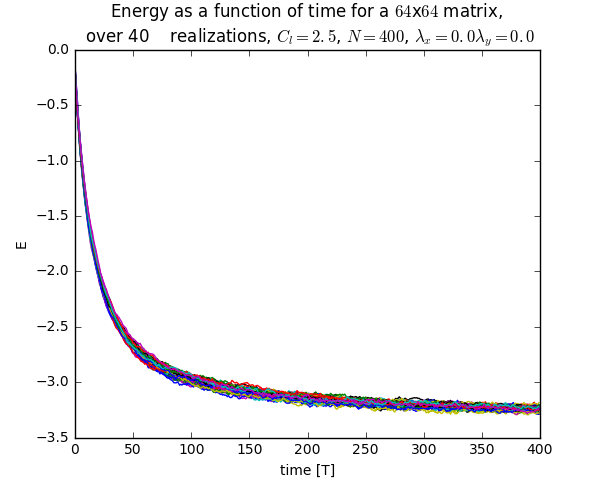 Energy as a function of time for a 64x64 matrix,
over 40 realizations, C_l = 2.5, N = 400, λ_x = 0.0λ_y = 0.0
0.0
−0.5
−1.0
−1.5
−2.0
−2.5
−3.0
−3.5
E
0 50 100 150 200 250 300 350 400
time [T]